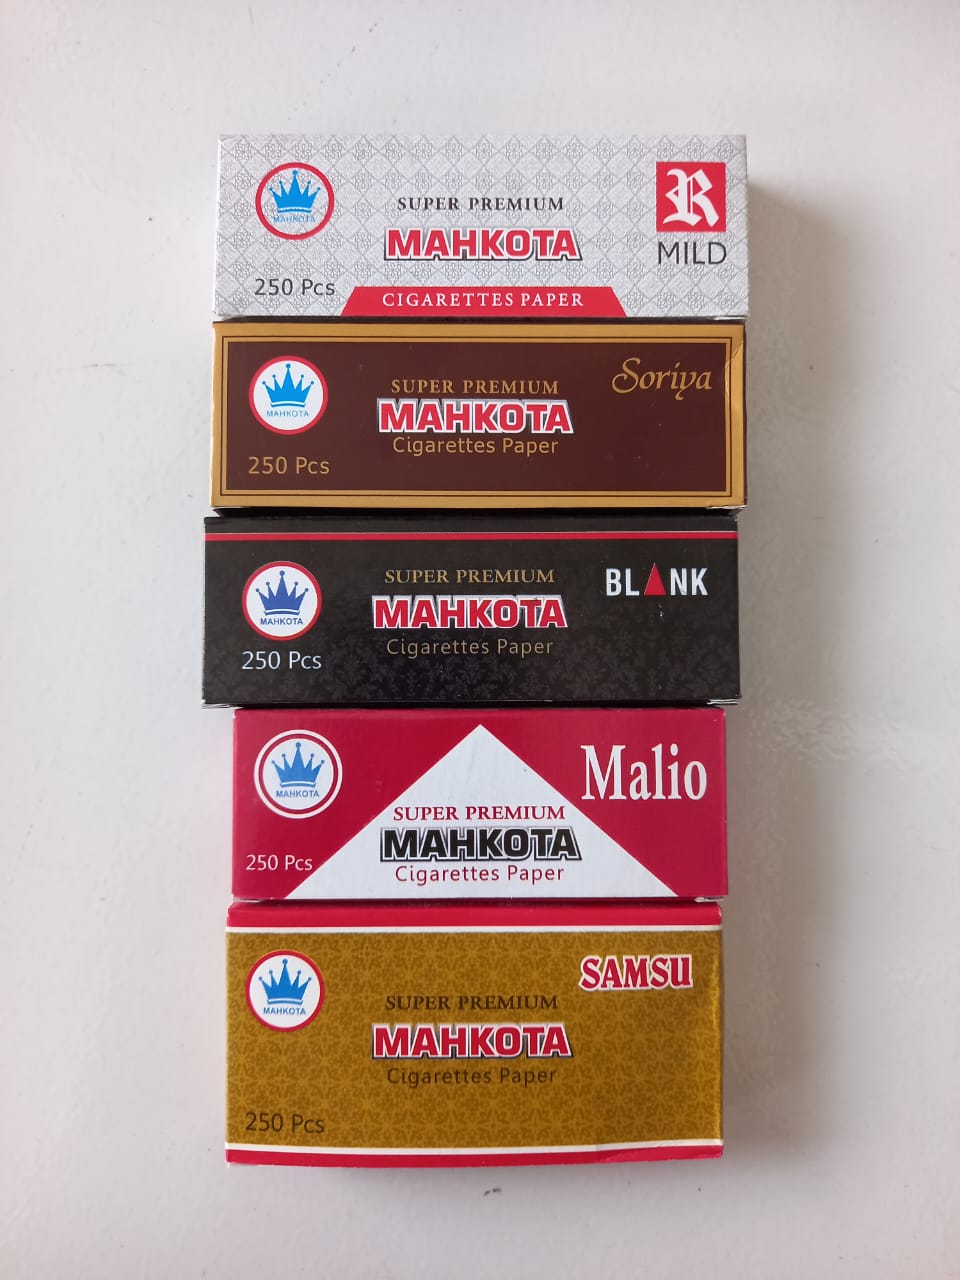 MAHKOTA
SUPER PREMIUM
MAHKOTA
CIGARETTES PAPER
250 Pcs
R
MILD
MAHKOTA
SUPER PREMIUM
MAHKOTA
Cigarettes Paper
250 Pcs
Soriya
MAHKOTA
SUPER PREMIUM
MAHKOTA
Cigarettes Paper
250 Pcs
BLANK
MAHKOTA
SUPER PREMIUM
MAHKOTA
Cigarettes Paper
250 Pcs
Malio
MAHKOTA
SUPER PREMIUM
MAHKOTA
Cigarettes Paper
250 Pcs
SAMSU